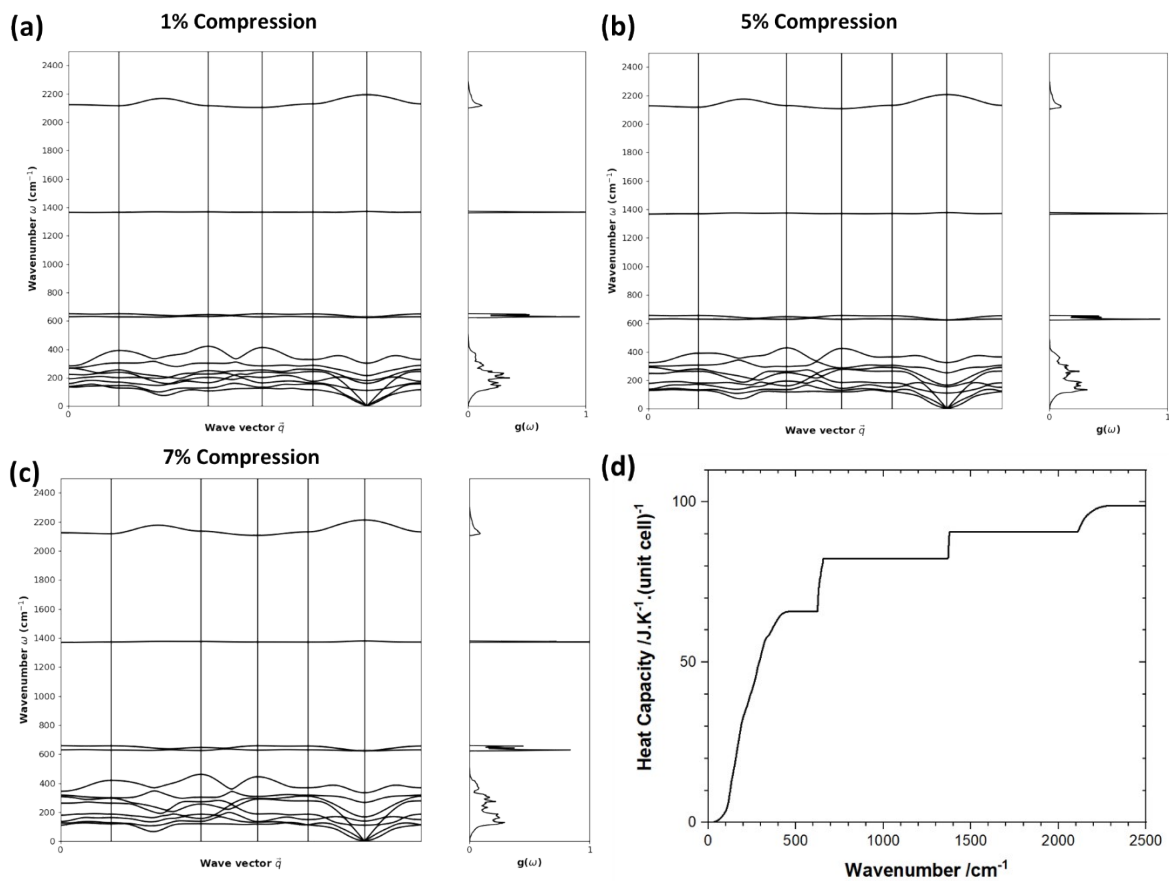 (a)
1% Compression
2400
2200
2000
1800
1600
1400
1200
1000
800
600
400
200
0
Wavenumber ω (cm⁻¹)
0
Wave vector q⃗
0 1
g(ω)
(b)
5% Compression
2400
2200
2000
1800
1600
1400
1200
1000
800
600
400
200
0
Wavenumber ω (cm⁻¹)
0
Wave vector q⃗
0 1
g(ω)
(c)
7% Compression
2400
2200
2000
1800
1600
1400
1200
1000
800
600
400
200
0
Wavenumber ω (cm⁻¹)
0
Wave vector q⃗
0 1
g(ω)
(d)
100
50
0
Heat Capacity /J.K⁻¹.(unit cell)⁻¹
0 500 1000 1500 2000 2500
Wavenumber /cm⁻¹